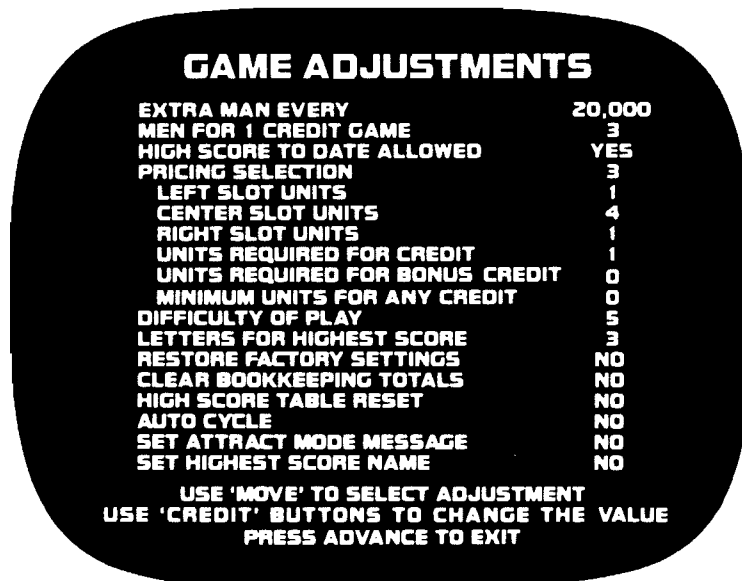 GAME ADJUSTMENTS
EXTRA MAN EVERY 20,000
MEN FOR 1 CREDIT GAME 3
HIGH SCORE TO DATE ALLOWED YES
PRICING SELECTION 3
LEFT SLOT UNITS 1
CENTER SLOT UNITS 4
RIGHT SLOT UNITS 1
UNITS REQUIRED FOR CREDIT 1
UNITS REQUIRED FOR BONUS CREDIT 0
MINIMUM UNITS FOR ANY CREDIT 0
DIFFICULTY OF PLAY 5
LETTERS FOR HIGHEST SCORE 3
RESTORE FACTORY SETTINGS NO
CLEAR BOOKKEEPING TOTALS NO
HIGH SCORE TABLE RESET NO
AUTO CYCLE NO
SET ATTRACT MODE MESSAGE NO
SET HIGHEST SCORE NAME NO
USE 'MOVE' TO SELECT ADJUSTMENT
USE 'CREDIT' BUTTONS TO CHANGE THE VALUE
PRESS ADVANCE TO EXIT